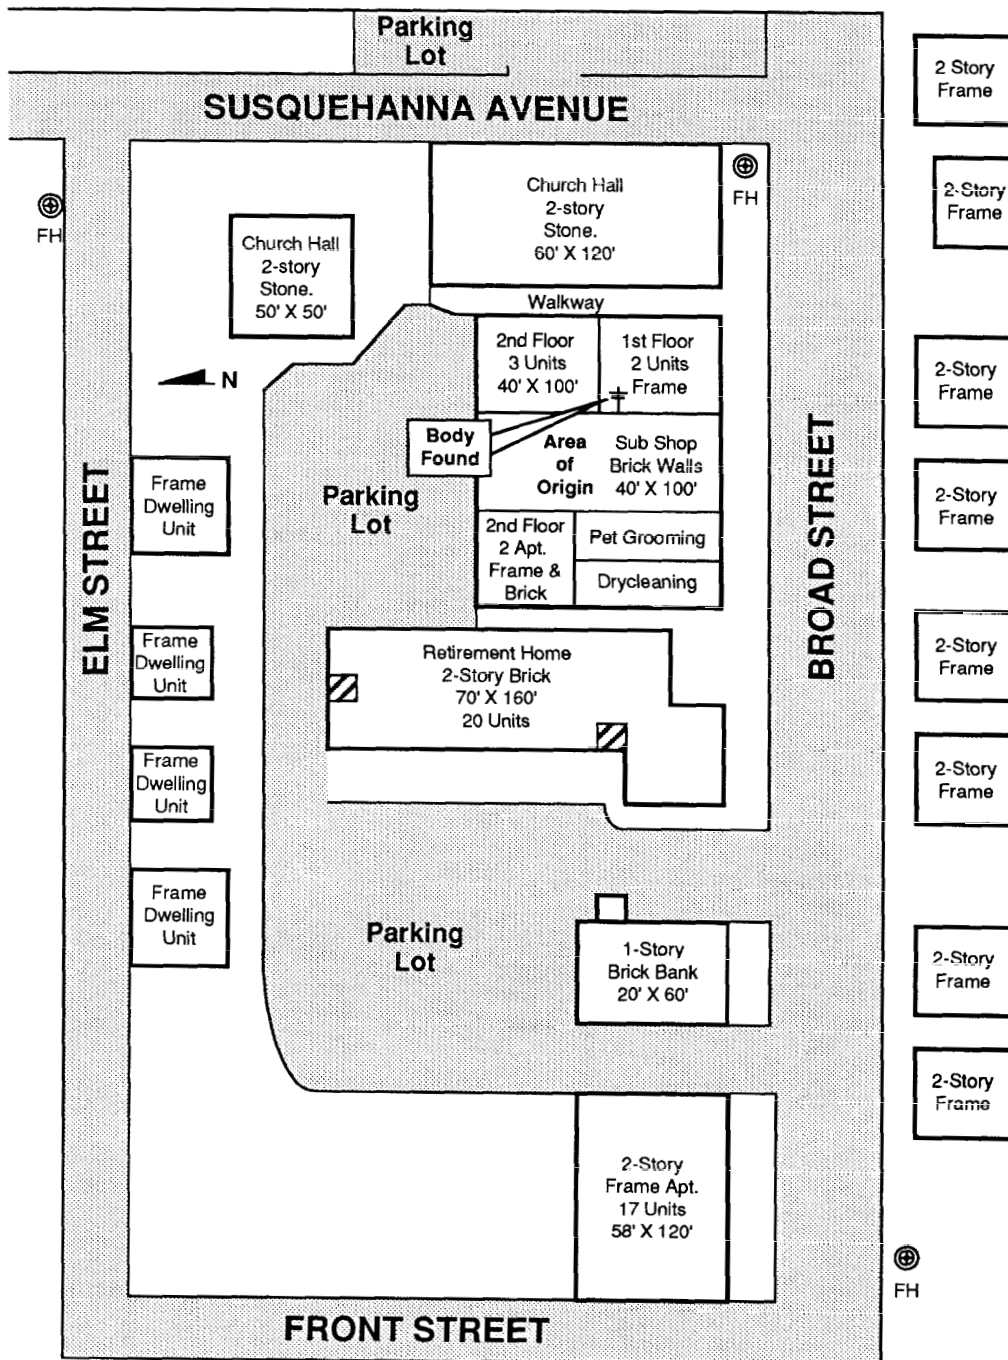 Parking
Lot
SUSQUEHANNA AVENUE
2 Story
Frame
FH
Church Hall
2-story
Stone.
60' X 120'
FH
2-Story
Frame
Church Hall
2-story
Stone.
50' X 50'
Walkway
2nd Floor
3 Units
40' X 100'
1st Floor
2 Units
Frame
2-Story
Frame
N
Body
Found
Area
of
Origin
Sub Shop
Brick Walls
40' X 100'
Frame
Dwelling
Unit
Parking
Lot
2-Story
Frame
2nd Floor
2 Apt.
Frame &
Brick
Pet Grooming
Drycleaning
ELM STREET
BROAD STREET
Frame
Dwelling
Unit
Retirement Home
2-Story Brick
70' X 160'
20 Units
2-Story
Frame
Frame
Dwelling
Unit
2-Story
Frame
Frame
Dwelling
Unit
Parking
Lot
1-Story
Brick Bank
20' X 60'
2-Story
Frame
2-Story
Frame
2-Story
Frame Apt.
17 Units
58' X 120'
FH
FRONT STREET